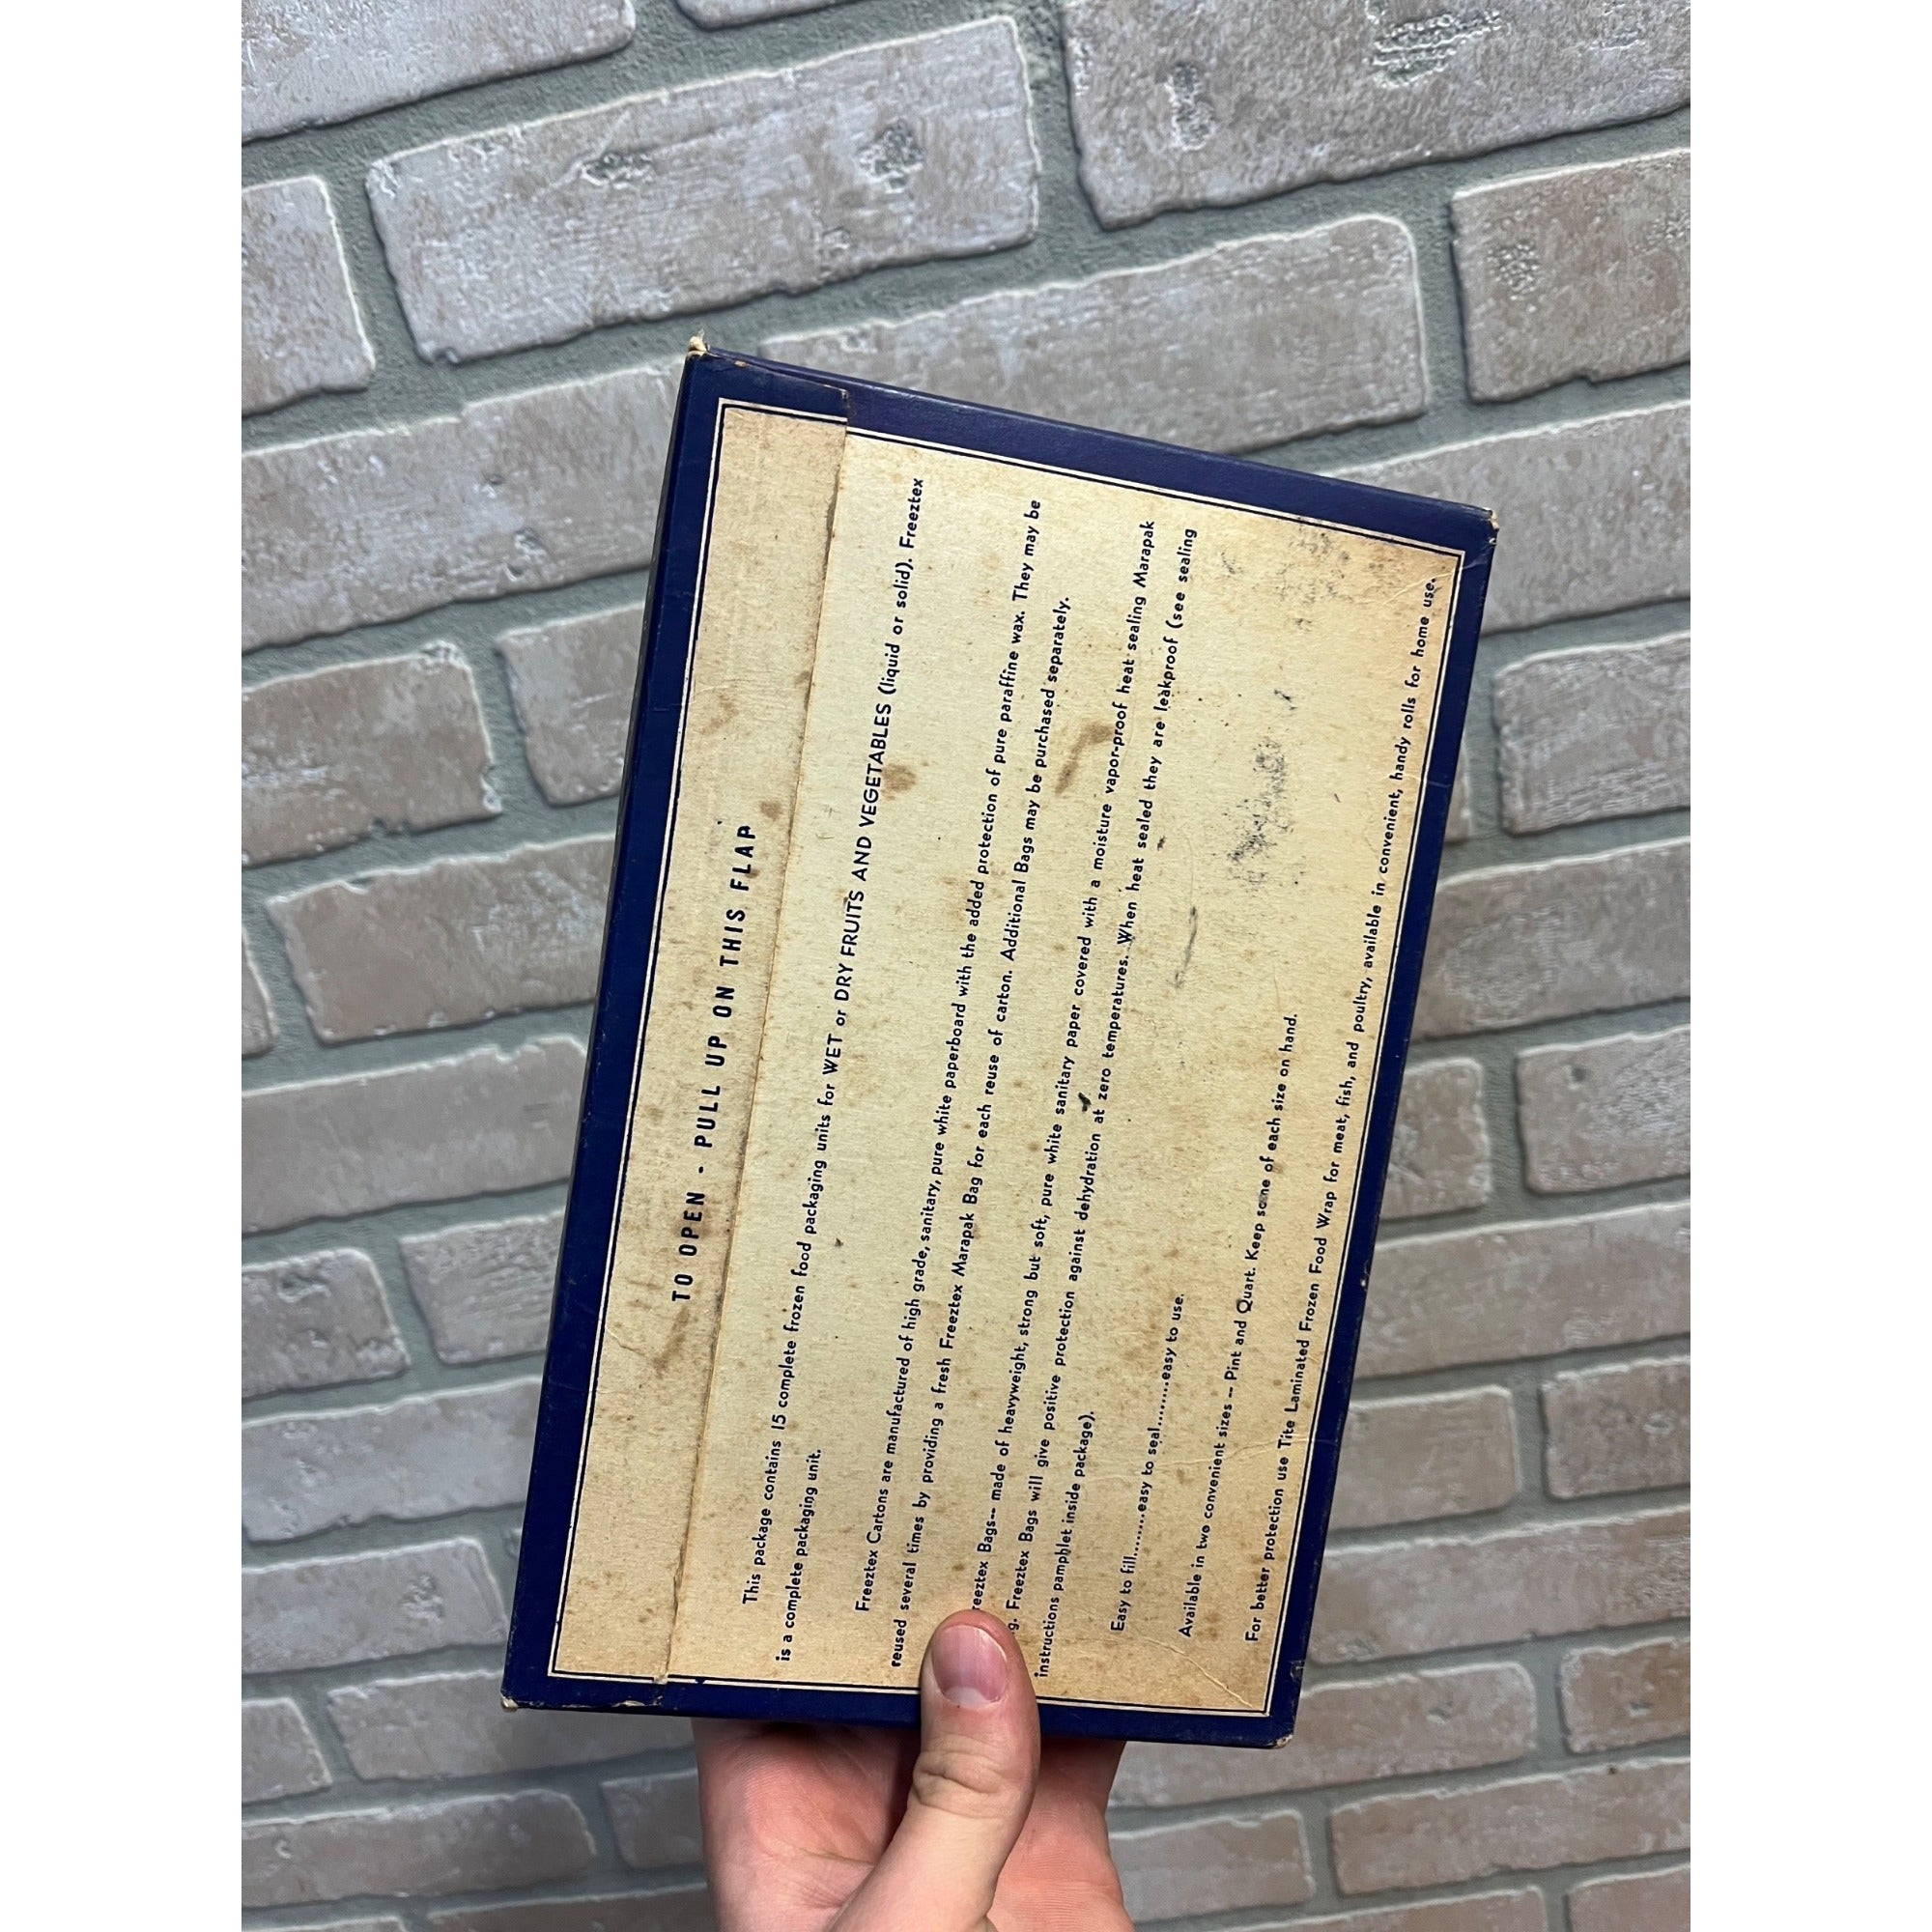 TO OPEN - PULL UP ON THIS FLAP
This package contains 15 complete frozen food packaging units for WET or DRY FRUITS AND VEGETABLES (liquid or solid). Freeztex
is a complete packaging unit.
Freeztex Cartons are manufactured of high grade, sanitary, pure white paperboard with the added protection of pure paraffine wax. They may be
reused several times by providing a fresh Freeztex Marapak Bag for each reuse of carton. Additional Bags may be purchased separately.
reeztex Bags-- made of heavyweight, strong but soft, pure white sanitary paper covered with a moisture vapor-proof heat sealing Marapak
g. Freeztex Bags will give positive protection against dehydration at zero temperatures. When heat sealed they are leakproof (see sealing
instructions pamphlet inside package).
Easy to fill........easy to seal........easy to use.
Available in two convenient sizes -- Pint and Quart. Keep some of each size on hand.
For better protection use Tite Laminated Frozen Food Wrap for meat, fish, and poultry, available in convenient, handy rolls for home use.